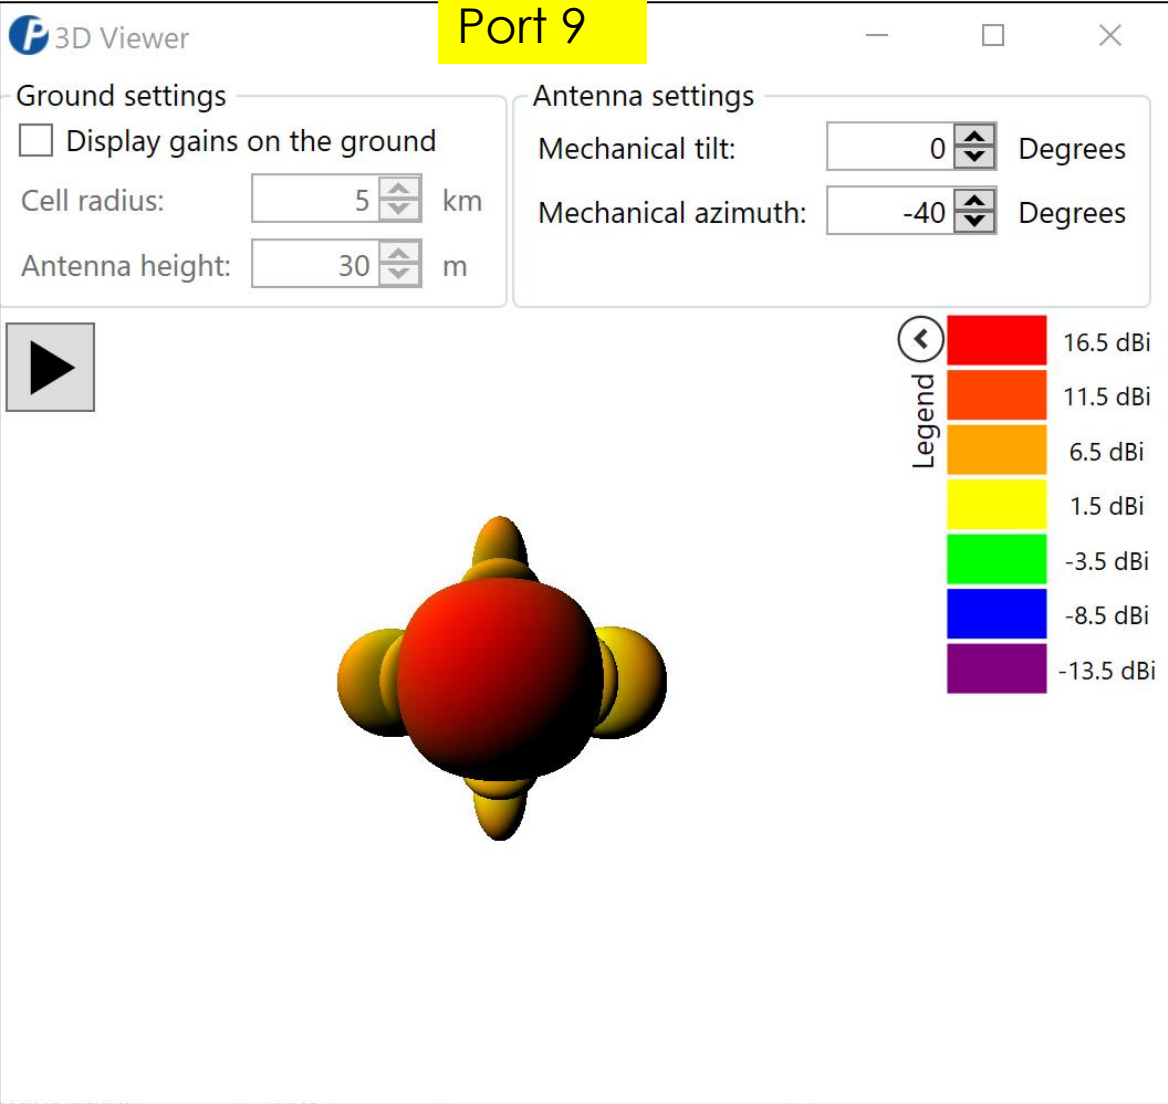 Port 9
3D Viewer
Ground settings
Display gains on the ground
Cell radius: 5 km
Antenna height: 30 m
Antenna settings
Mechanical tilt: 0 Degrees
Mechanical azimuth: -40 Degrees
Legend
16.5 dBi
11.5 dBi
6.5 dBi
1.5 dBi
-3.5 dBi
-8.5 dBi
-13.5 dBi